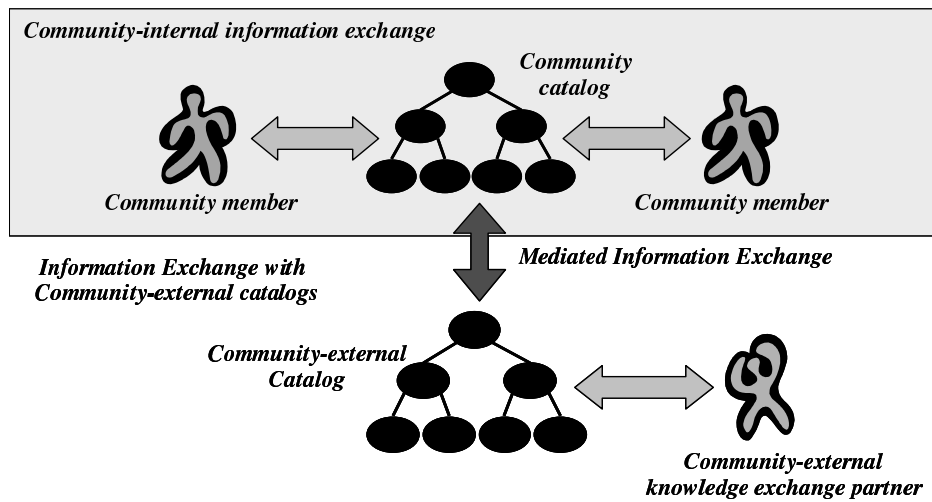 Community-internal information exchange
Community
catalog
Community member
Community member
Information Exchange with
Community-external catalogs
Mediated Information Exchange
Community-external
Catalog
Community-external
knowledge exchange partner